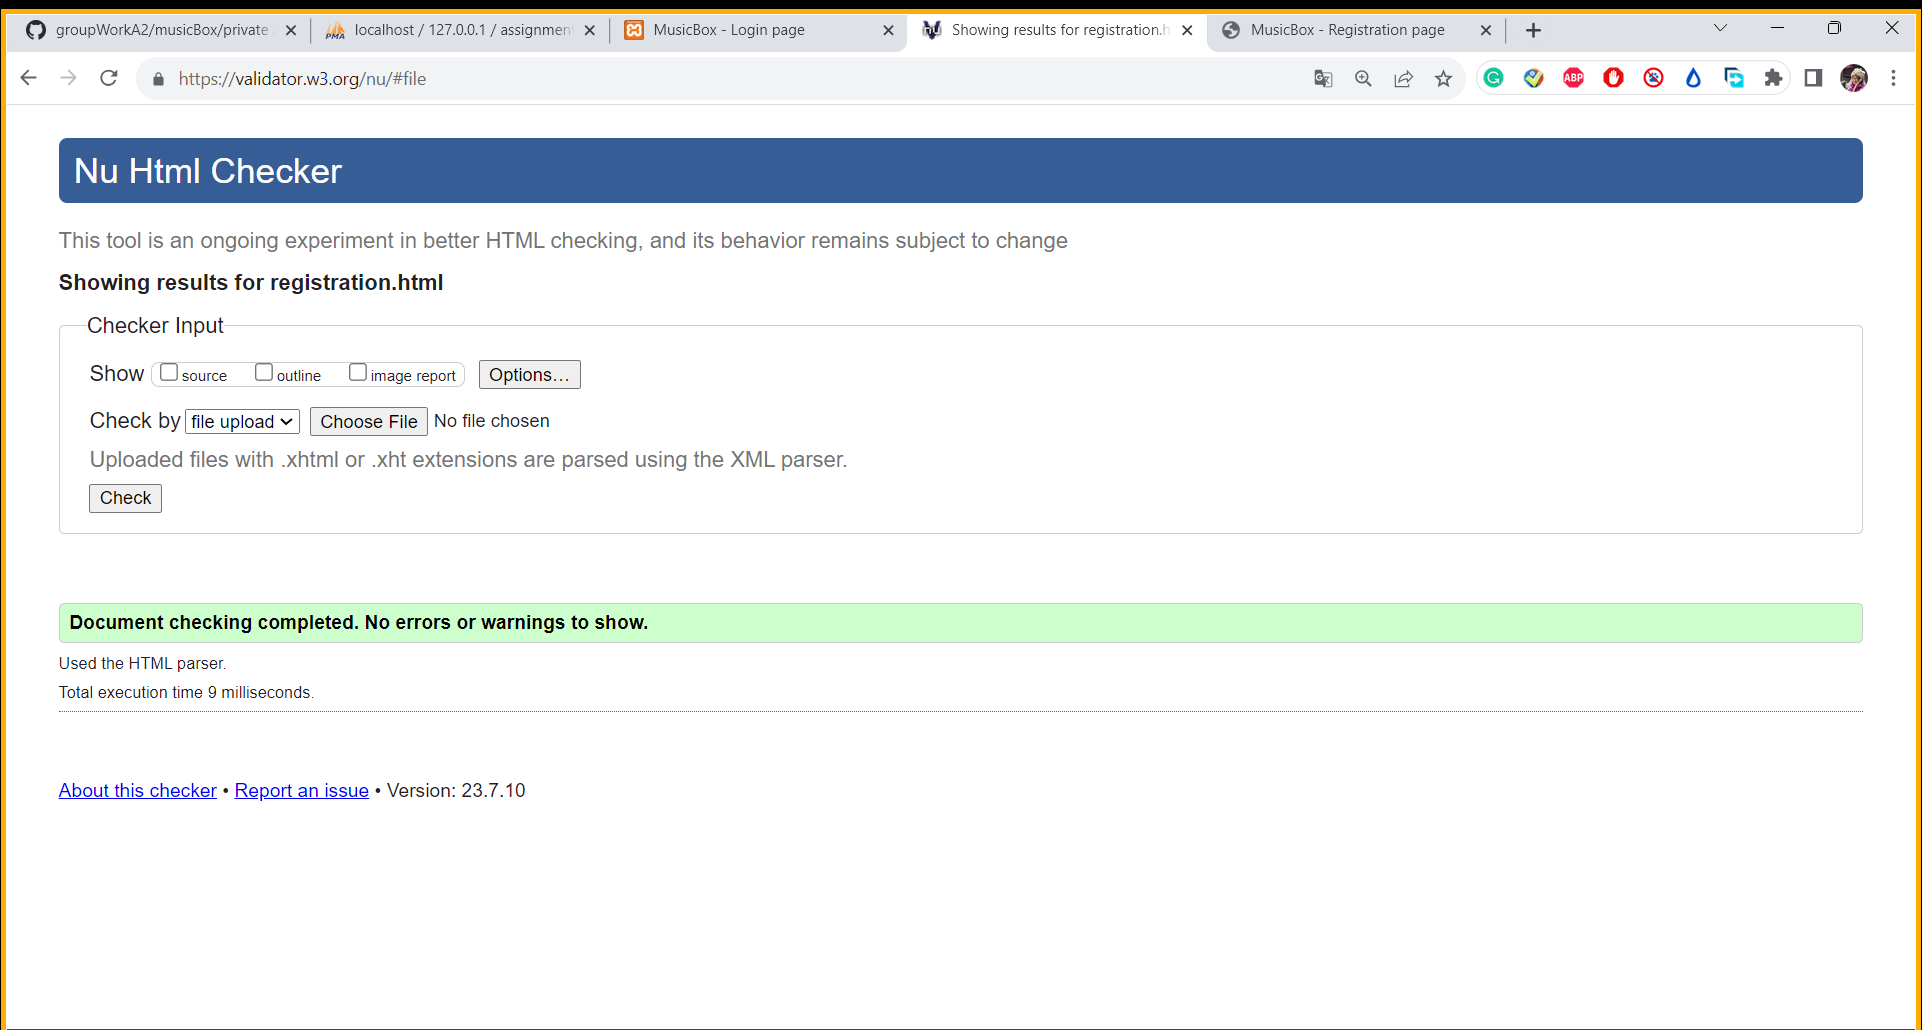 groupWorkA2/musicBox/private
localhost / 127.0.0.1 / assignmen
MusicBox - Login page
Showing results for registration.h
MusicBox - Registration page
https://validator.w3.org/nu/#file
ABP
Nu Html Checker
This tool is an ongoing experiment in better HTML checking, and its behavior remains subject to change
Showing results for registration.html
Checker Input
Show source outline image report Options...
Check by file upload Choose File No file chosen
Uploaded files with .xhtml or .xht extensions are parsed using the XML parser.
Check
Document checking completed. No errors or warnings to show.
Used the HTML parser.
Total execution time 9 milliseconds.
About this checker • Report an issue • Version: 23.7.10